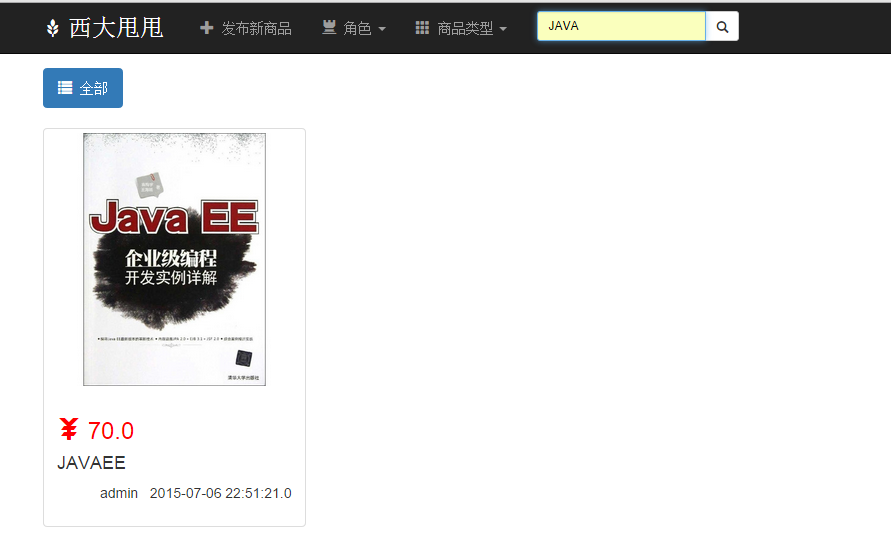 西大甩甩 发布新商品 角色 商品类型 JAVA
全部
Java EE
企业级编程
开发实例详解
清华大学出版社
¥ 70.0
JAVAEE
admin 2015-07-06 22:51:21.0